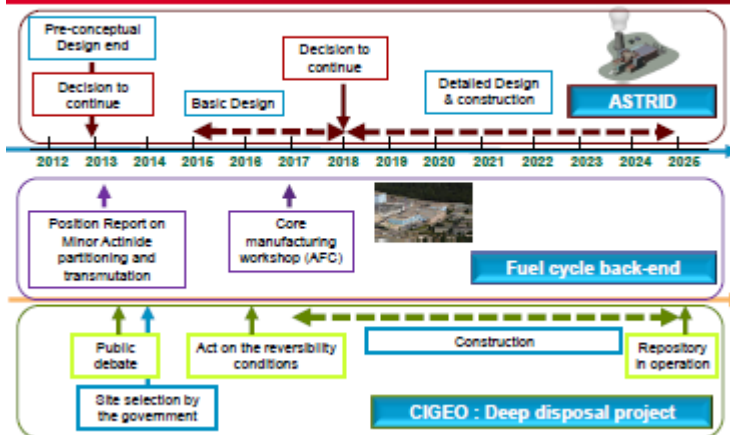 Pre-conceptual
Design end
Decision to
continue
Decision to
continue
Basic Design
Detailed Design
& construction
ASTRID
2012 2013 2014 2015 2016 2017 2018 2019 2020 2021 2022 2023 2024 2025
Position Report on
Minor Actinide
partitioning and
transmutation
Core
manufacturing
workshop (AFC)
Fuel cycle back-end
Public
debate
Act on the reversibility
conditions
Construction
Repository
in operation
Site selection by
the government
CIGEO : Deep disposal project